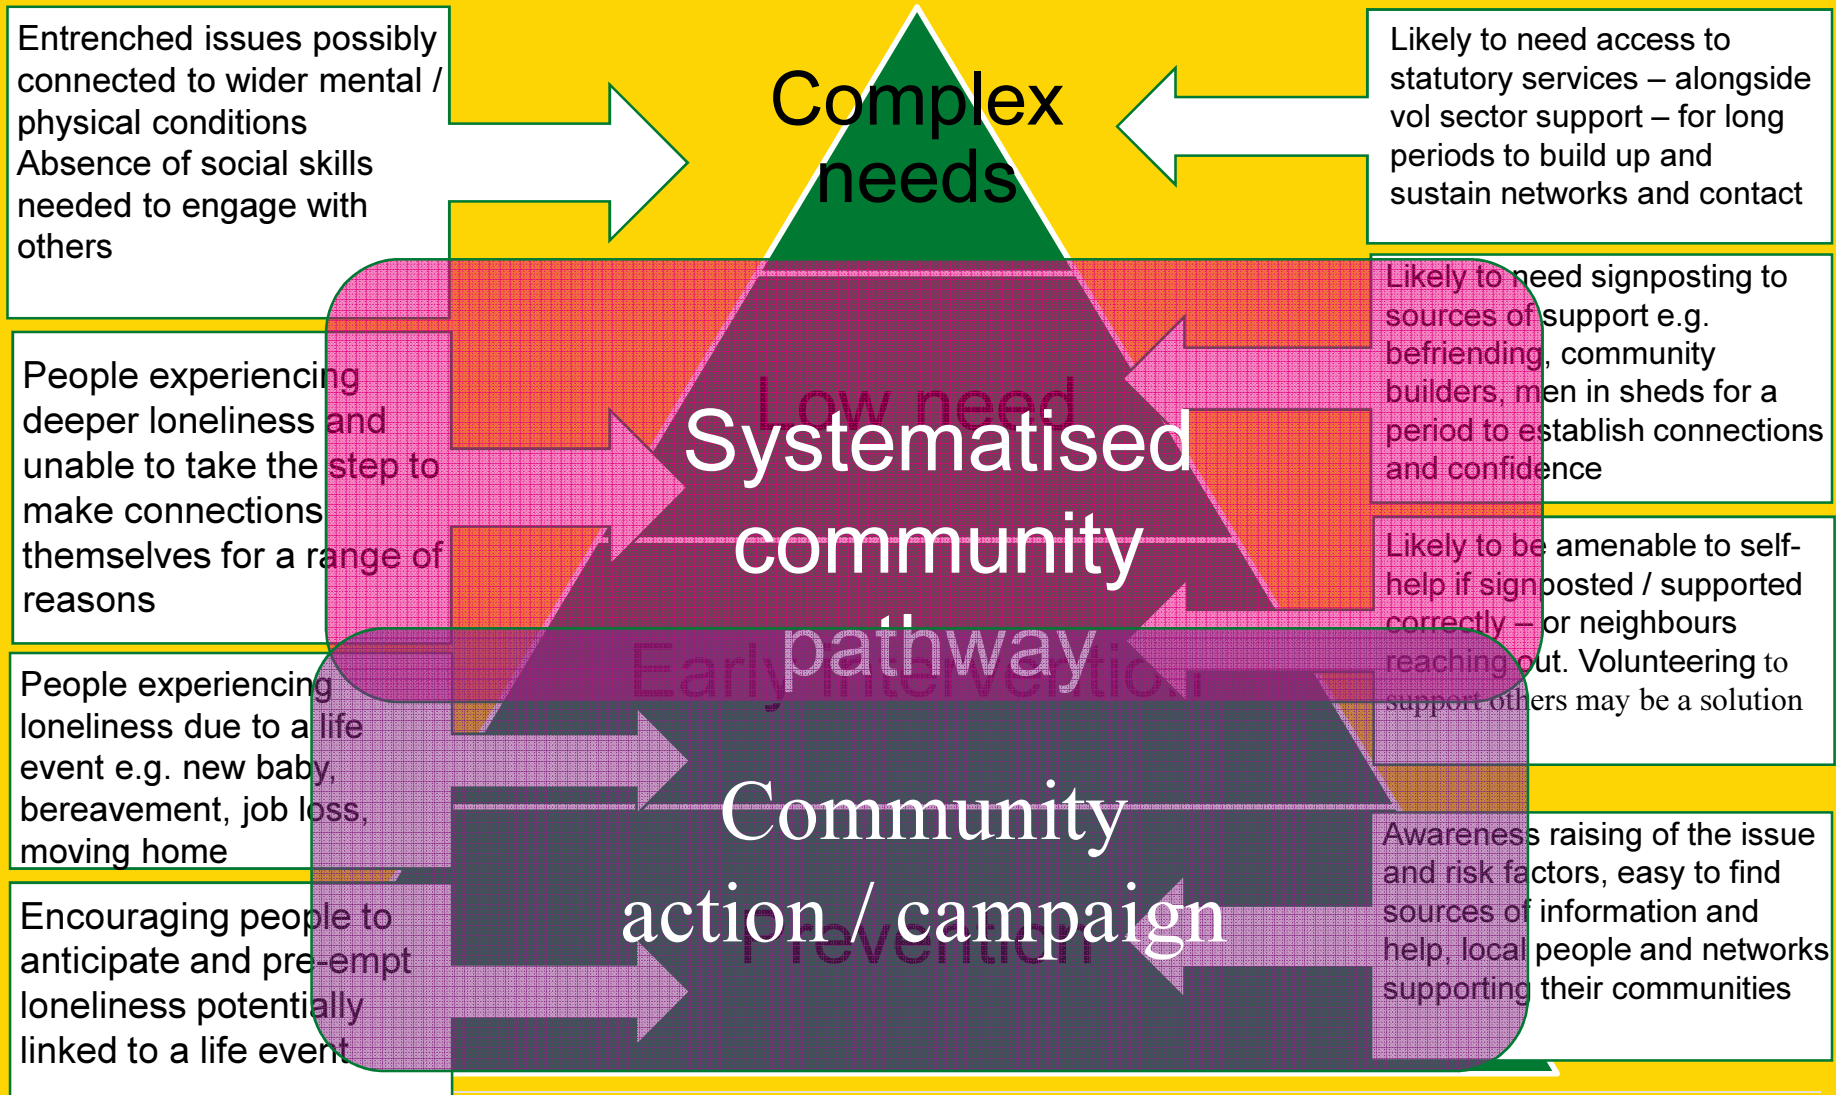 Entrenched issues possibly
connected to wider mental /
physical conditions
Absence of social skills
needed to engage with
others
Complex
needs
Likely to need access to
statutory services – alongside
vol sector support – for long
periods to build up and
sustain networks and contact
People experiencing
deeper loneliness and
unable to take the step to
make connections
themselves for a range of
reasons
Low need
Systematised
community
pathway
Likely to need signposting to
sources of support e.g.
befriending, community
builders, men in sheds for a
period to establish connections
and confidence
People experiencing
loneliness due to a life
event e.g. new baby,
bereavement, job loss,
moving home
Early intervention
Likely to be amenable to self-
help if signposted / supported
correctly – or neighbours
reaching out. Volunteering to
support others may be a solution
Encouraging people to
anticipate and pre-empt
loneliness potentially
linked to a life event
Community
action / campaign
Prevention
Awareness raising of the issue
and risk factors, easy to find
sources of information and
help, local people and networks
supporting their communities